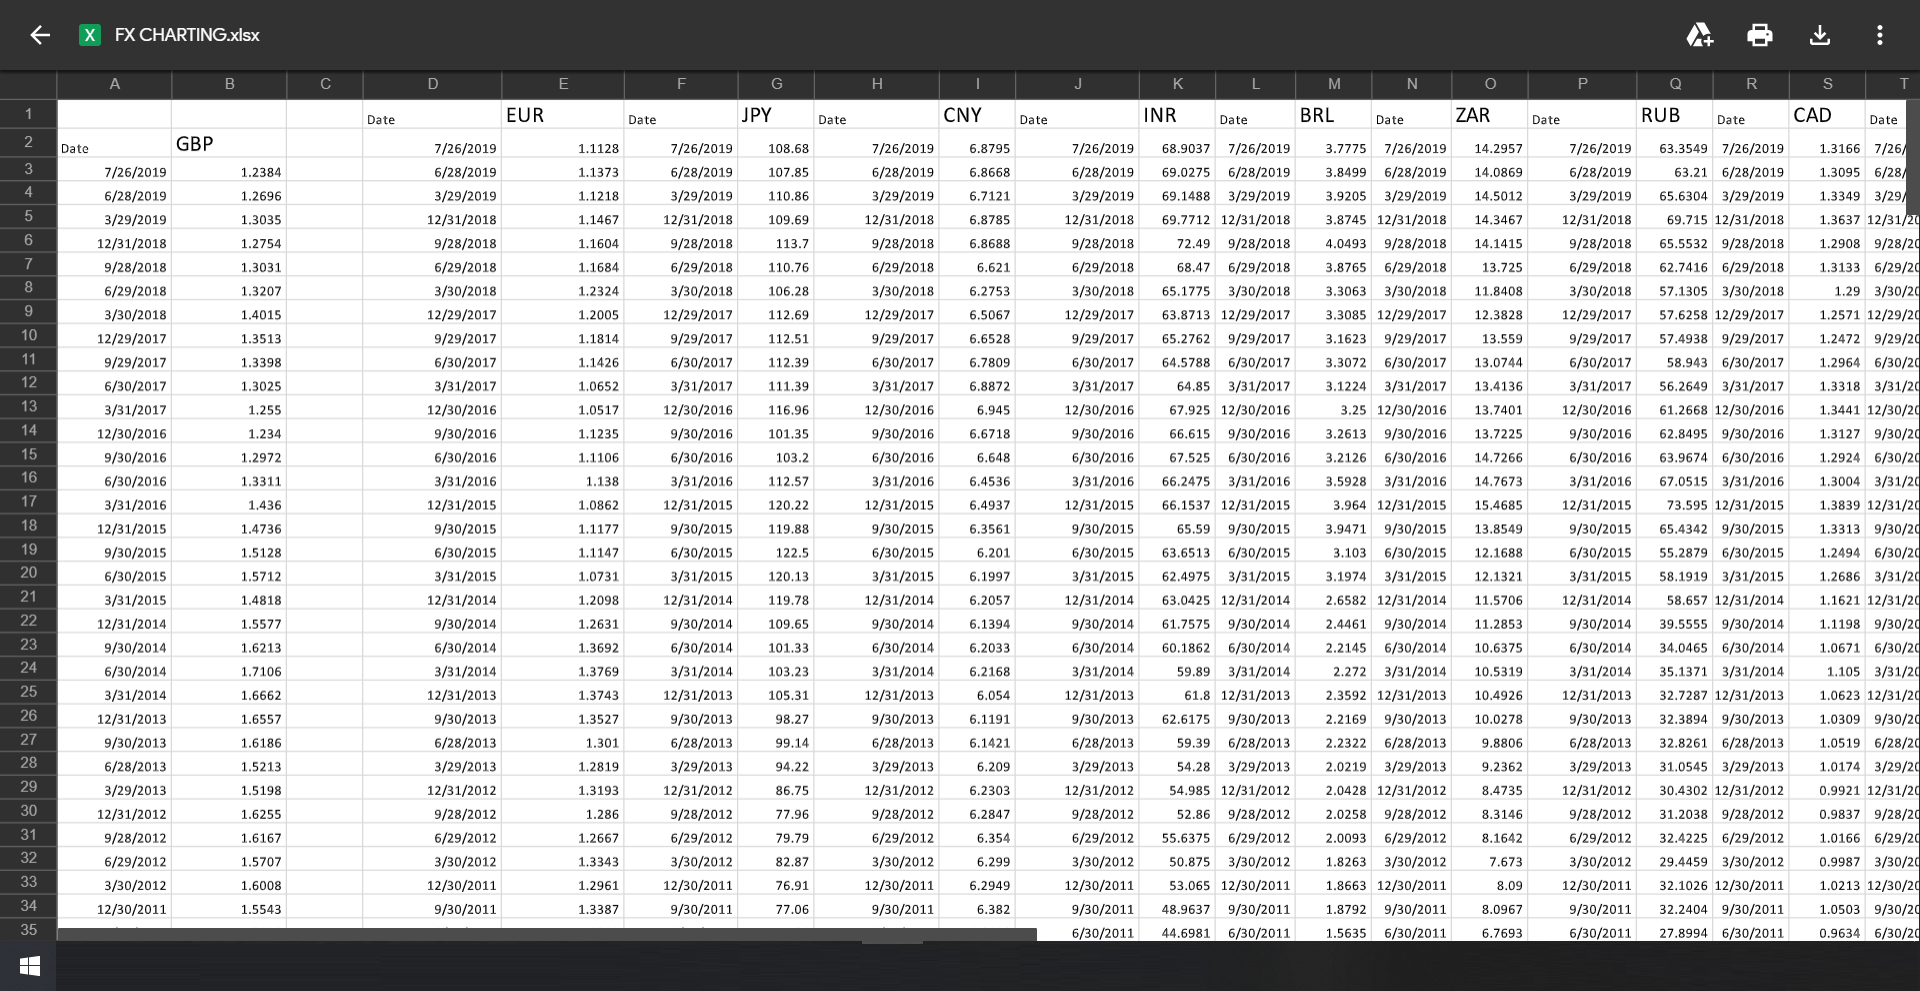 FX CHARTING.xlsx
A B C D E F G H I J K L M N O P Q R S T
1 Date EUR Date JPY Date CNY Date INR Date BRL Date ZAR Date RUB Date CAD Date
2 Date GBP 7/26/2019 1.1128 7/26/2019 108.68 7/26/2019 6.8795 7/26/2019 68.9037 7/26/2019 3.7775 7/26/2019 14.2957 7/26/2019 63.3549 7/26/2019 1.3166 7/26/
3 7/26/2019 1.2384 6/28/2019 1.1373 6/28/2019 107.85 6/28/2019 6.8668 6/28/2019 69.0275 6/28/2019 3.8499 6/28/2019 14.0869 6/28/2019 63.21 6/28/2019 1.3095 6/28/
4 6/28/2019 1.2696 3/29/2019 1.1218 3/29/2019 110.86 3/29/2019 6.7121 3/29/2019 69.1488 3/29/2019 3.9205 3/29/2019 14.5012 3/29/2019 65.6304 3/29/2019 1.3349 3/29/
5 3/29/2019 1.3035 12/31/2018 1.1467 12/31/2018 109.69 12/31/2018 6.8785 12/31/2018 69.7712 12/31/2018 3.8745 12/31/2018 14.3467 12/31/2018 69.715 12/31/2018 1.3637 12/31/20
6 12/31/2018 1.2754 9/28/2018 1.1604 9/28/2018 113.7 9/28/2018 6.8688 9/28/2018 72.49 9/28/2018 4.0493 9/28/2018 14.1415 9/28/2018 65.5532 9/28/2018 1.2908 9/28/20
7 9/28/2018 1.3031 6/29/2018 1.1684 6/29/2018 110.76 6/29/2018 6.621 6/29/2018 68.47 6/29/2018 3.8765 6/29/2018 13.725 6/29/2018 62.7416 6/29/2018 1.3133 6/29/20
8 6/29/2018 1.3207 3/30/2018 1.2324 3/30/2018 106.28 3/30/2018 6.2753 3/30/2018 65.1775 3/30/2018 3.3063 3/30/2018 11.8408 3/30/2018 57.1305 3/30/2018 1.29 3/30/20
9 3/30/2018 1.4015 12/29/2017 1.2005 12/29/2017 112.69 12/29/2017 6.5067 12/29/2017 63.8713 12/29/2017 3.3085 12/29/2017 12.3828 12/29/2017 57.6258 12/29/2017 1.2571 12/29/20
10 12/29/2017 1.3513 9/29/2017 1.1814 9/29/2017 112.51 9/29/2017 6.6528 9/29/2017 65.2762 9/29/2017 3.1623 9/29/2017 13.559 9/29/2017 57.4938 9/29/2017 1.2472 9/29/20
11 9/29/2017 1.3398 6/30/2017 1.1426 6/30/2017 112.39 6/30/2017 6.7809 6/30/2017 64.5788 6/30/2017 3.3072 6/30/2017 13.0744 6/30/2017 58.943 6/30/2017 1.2964 6/30/20
12 6/30/2017 1.3025 3/31/2017 1.0652 3/31/2017 111.39 3/31/2017 6.8872 3/31/2017 64.85 3/31/2017 3.1224 3/31/2017 13.4136 3/31/2017 56.2649 3/31/2017 1.3318 3/31/20
13 3/31/2017 1.255 12/30/2016 1.0517 12/30/2016 116.96 12/30/2016 6.945 12/30/2016 67.925 12/30/2016 3.25 12/30/2016 13.7401 12/30/2016 61.2668 12/30/2016 1.3441 12/30/20
14 12/30/2016 1.234 9/30/2016 1.1235 9/30/2016 101.35 9/30/2016 6.6718 9/30/2016 66.615 9/30/2016 3.2613 9/30/2016 13.7225 9/30/2016 62.8495 9/30/2016 1.3127 9/30/20
15 9/30/2016 1.2972 6/30/2016 1.1106 6/30/2016 103.2 6/30/2016 6.648 6/30/2016 67.525 6/30/2016 3.2126 6/30/2016 14.7266 6/30/2016 63.9674 6/30/2016 1.2924 6/30/20
16 6/30/2016 1.3311 3/31/2016 1.138 3/31/2016 112.57 3/31/2016 6.4536 3/31/2016 66.2475 3/31/2016 3.5928 3/31/2016 14.7673 3/31/2016 67.0515 3/31/2016 1.3004 3/31/20
17 3/31/2016 1.436 12/31/2015 1.0862 12/31/2015 120.22 12/31/2015 6.4937 12/31/2015 66.1537 12/31/2015 3.964 12/31/2015 15.4685 12/31/2015 73.595 12/31/2015 1.3839 12/31/20
18 12/31/2015 1.4736 9/30/2015 1.1177 9/30/2015 119.88 9/30/2015 6.3561 9/30/2015 65.59 9/30/2015 3.9471 9/30/2015 13.8549 9/30/2015 65.4342 9/30/2015 1.3313 9/30/20
19 9/30/2015 1.5128 6/30/2015 1.1147 6/30/2015 122.5 6/30/2015 6.201 6/30/2015 63.6513 6/30/2015 3.103 6/30/2015 12.1688 6/30/2015 55.2879 6/30/2015 1.2494 6/30/20
20 6/30/2015 1.5712 3/31/2015 1.0731 3/31/2015 120.13 3/31/2015 6.1997 3/31/2015 62.4975 3/31/2015 3.1974 3/31/2015 12.1321 3/31/2015 58.1919 3/31/2015 1.2686 3/31/20
21 3/31/2015 1.4818 12/31/2014 1.2098 12/31/2014 119.78 12/31/2014 6.2057 12/31/2014 63.0425 12/31/2014 2.6582 12/31/2014 11.5706 12/31/2014 58.657 12/31/2014 1.1621 12/31/20
22 12/31/2014 1.5577 9/30/2014 1.2631 9/30/2014 109.65 9/30/2014 6.1394 9/30/2014 61.7575 9/30/2014 2.4461 9/30/2014 11.2853 9/30/2014 39.5555 9/30/2014 1.1198 9/30/20
23 9/30/2014 1.6213 6/30/2014 1.3692 6/30/2014 101.33 6/30/2014 6.2033 6/30/2014 60.1862 6/30/2014 2.2145 6/30/2014 10.6375 6/30/2014 34.0465 6/30/2014 1.0671 6/30/20
24 6/30/2014 1.7106 3/31/2014 1.3769 3/31/2014 103.23 3/31/2014 6.2168 3/31/2014 59.89 3/31/2014 2.272 3/31/2014 10.5319 3/31/2014 35.1371 3/31/2014 1.105 3/31/20
25 3/31/2014 1.6662 12/31/2013 1.3743 12/31/2013 105.31 12/31/2013 6.054 12/31/2013 61.8 12/31/2013 2.3592 12/31/2013 10.4926 12/31/2013 32.7287 12/31/2013 1.0623 12/31/20
26 12/31/2013 1.6557 9/30/2013 1.3527 9/30/2013 98.27 9/30/2013 6.1191 9/30/2013 62.6175 9/30/2013 2.2169 9/30/2013 10.0278 9/30/2013 32.3894 9/30/2013 1.0309 9/30/20
27 9/30/2013 1.6186 6/28/2013 1.301 6/28/2013 99.14 6/28/2013 6.1421 6/28/2013 59.39 6/28/2013 2.2322 6/28/2013 9.8806 6/28/2013 32.8261 6/28/2013 1.0519 6/28/20
28 6/28/2013 1.5213 3/29/2013 1.2819 3/29/2013 94.22 3/29/2013 6.209 3/29/2013 54.28 3/29/2013 2.0219 3/29/2013 9.2362 3/29/2013 31.0545 3/29/2013 1.0174 3/29/20
29 3/29/2013 1.5198 12/31/2012 1.3193 12/31/2012 86.75 12/31/2012 6.2303 12/31/2012 54.985 12/31/2012 2.0428 12/31/2012 8.4735 12/31/2012 30.4302 12/31/2012 0.9921 12/31/20
30 12/31/2012 1.6255 9/28/2012 1.286 9/28/2012 77.96 9/28/2012 6.2847 9/28/2012 52.86 9/28/2012 2.0258 9/28/2012 8.3146 9/28/2012 31.2038 9/28/2012 0.9837 9/28/20
31 9/28/2012 1.6167 6/29/2012 1.2667 6/29/2012 79.79 6/29/2012 6.354 6/29/2012 55.6375 6/29/2012 2.0093 6/29/2012 8.1642 6/29/2012 32.4225 6/29/2012 1.0166 6/29/20
32 6/29/2012 1.5707 3/30/2012 1.3343 3/30/2012 82.87 3/30/2012 6.299 3/30/2012 50.875 3/30/2012 1.8263 3/30/2012 7.673 3/30/2012 29.4459 3/30/2012 0.9987 3/30/20
33 3/30/2012 1.6008 12/30/2011 1.2961 12/30/2011 76.91 12/30/2011 6.2949 12/30/2011 53.065 12/30/2011 1.8663 12/30/2011 8.09 12/30/2011 32.1026 12/30/2011 1.0213 12/30/20
34 12/30/2011 1.5543 9/30/2011 1.3387 9/30/2011 77.06 9/30/2011 6.382 9/30/2011 48.9637 9/30/2011 1.8792 9/30/2011 8.0967 9/30/2011 32.2404 9/30/2011 1.0503 9/30/20
35 6/30/2011 44.6981 6/30/2011 1.5635 6/30/2011 6.7693 6/30/2011 27.8994 6/30/2011 0.9634 6/30/20